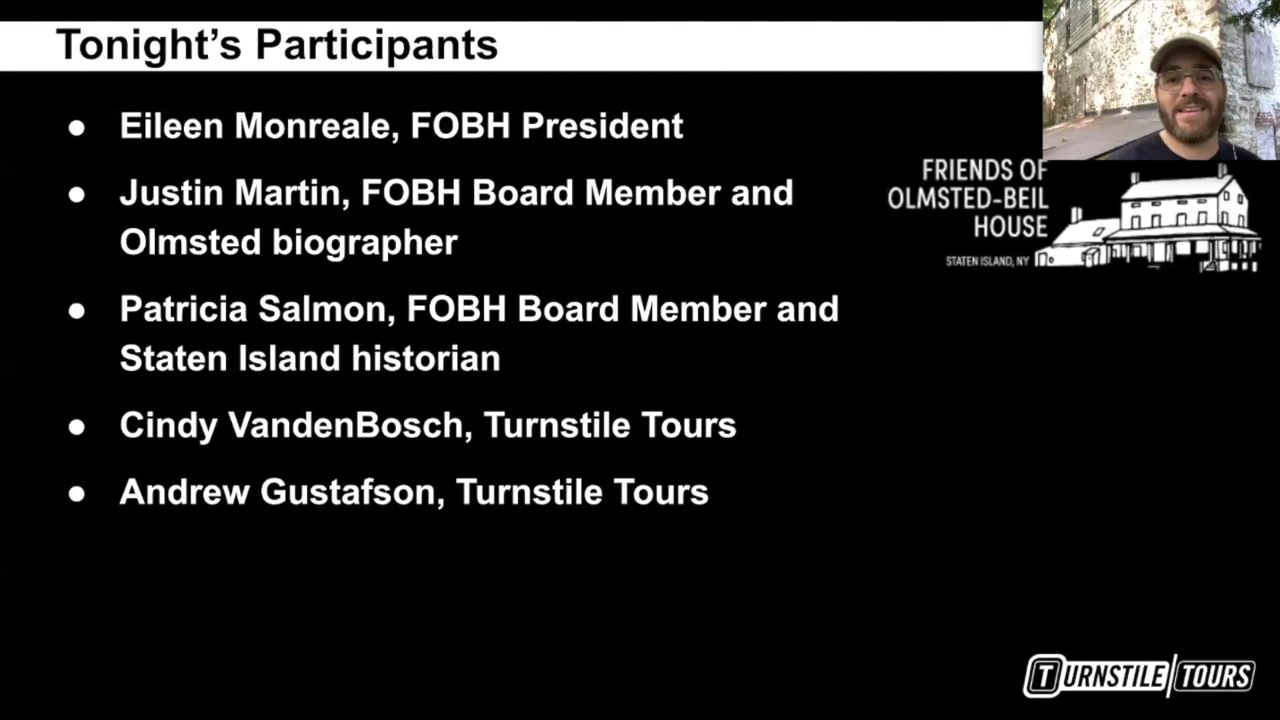 Tonight's Participants
● Eileen Monreale, FOBH President
● Justin Martin, FOBH Board Member and
Olmsted biographer
● Patricia Salmon, FOBH Board Member and
Staten Island historian
● Cindy VandenBosch, Turnstile Tours
● Andrew Gustafson, Turnstile Tours
FRIENDS OF
OLMSTED-BEIL
HOUSE
STATEN ISLAND, NY
TURNSTILE TOURS